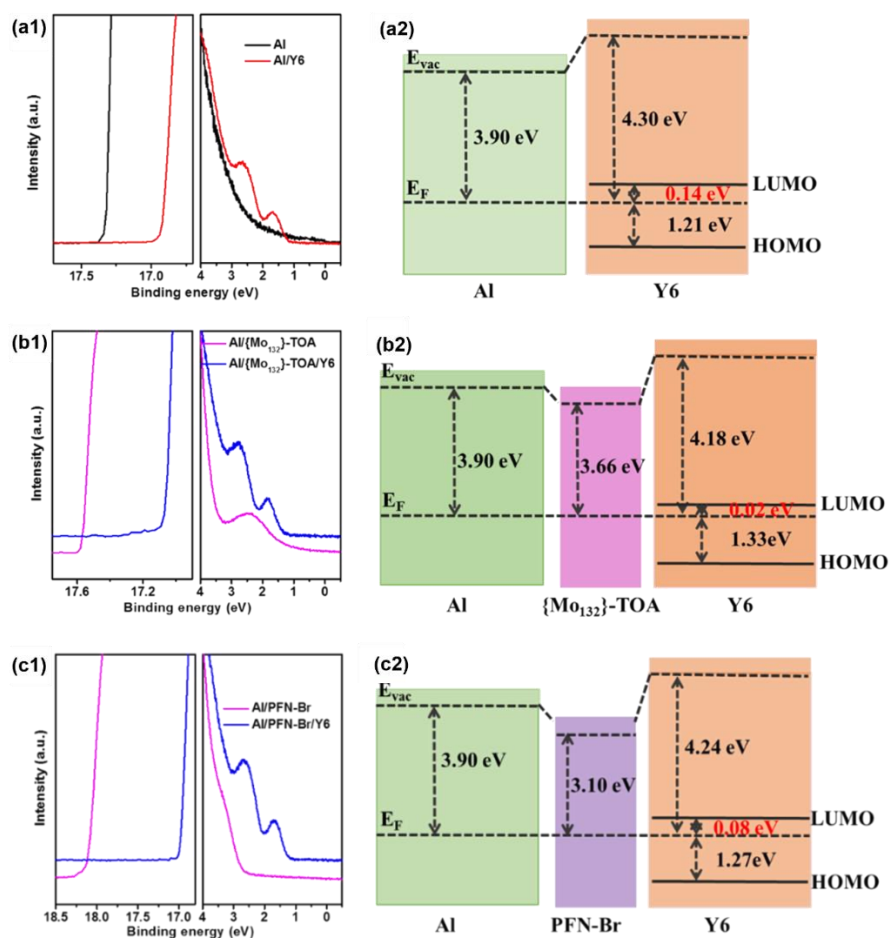 (a1)
Al
Al/Y6
Intensity (a.u.)
17.5 17.0 4 3 2 1 0
Binding energy (eV)
(a2)
E_vac
3.90 eV
4.30 eV
E_F
LUMO
0.14 eV
1.21 eV
HOMO
Al Y6
(b1)
Al/{Mo₁₃₂}-TOA
Al/{Mo₁₃₂}-TOA/Y6
Intensity (a.u.)
17.6 17.2 4 3 2 1 0
Binding energy (eV)
(b2)
E_vac
3.90 eV
3.66 eV
4.18 eV
E_F
LUMO
0.02 eV
1.33eV
HOMO
Al {Mo₁₃₂}-TOA Y6
(c1)
Al/PFN-Br
Al/PFN-Br/Y6
Intensity (a.u.)
18.5 18.0 17.5 17.0 4 3 2 1 0
Binding energy (eV)
(c2)
E_vac
3.90 eV
3.10 eV
4.24 eV
E_F
LUMO
0.08 eV
1.27eV
HOMO
Al PFN-Br Y6